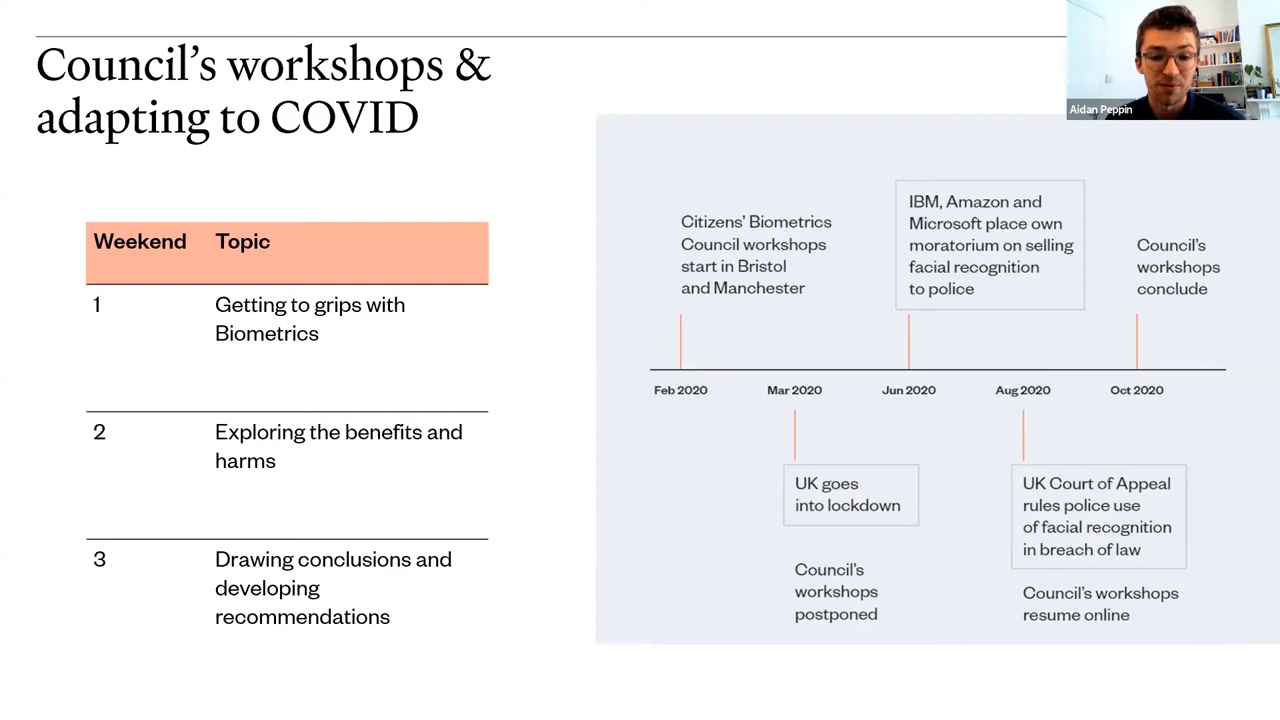 Council’s workshops &
adapting to COVID
Aidan Peppin
Weekend Topic
1 Getting to grips with
Biometrics
2 Exploring the benefits and
harms
3 Drawing conclusions and
developing
recommendations
Citizens’ Biometrics
Council workshops
start in Bristol
and Manchester
IBM, Amazon and
Microsoft place own
moratorium on selling
facial recognition
to police
Council’s
workshops
conclude
Feb 2020 Mar 2020 Jun 2020 Aug 2020 Oct 2020
UK goes
into lockdown
Council’s
workshops
postponed
UK Court of Appeal
rules police use
of facial recognition
in breach of law
Council’s workshops
resume online